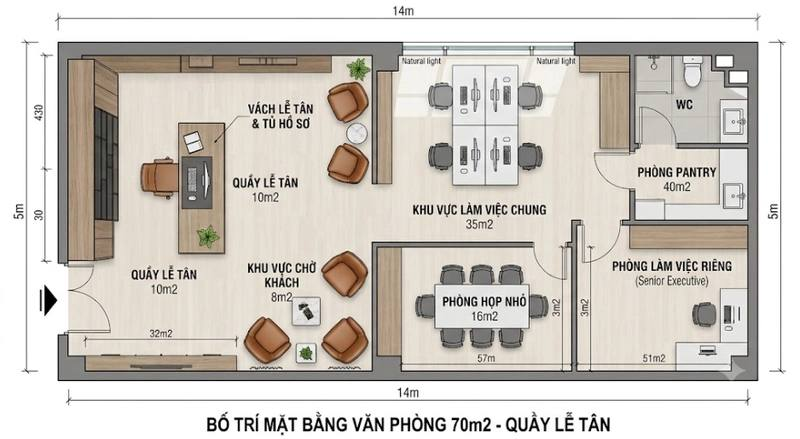 14m
Natural light
Natural light
430
VÁCH LỄ TÂN
& TỦ HỒ SƠ
WC
5m
30
5m
QUẦY LỄ TÂN
10m2
PHÒNG PANTRY
40m2
KHU VỰC LÀM VIỆC CHUNG
35m2
QUẦY LỄ TÂN
10m2
KHU VỰC CHỜ
KHÁCH
8m2
PHÒNG HỌP NHỎ
16m2
3m2
3m2
PHÒNG LÀM VIỆC RIÊNG
(Senior Executive)
32m2
57m
51m2
14m
BỐ TRÍ MẶT BẰNG VĂN PHÒNG 70m2 - QUẦY LỄ TÂN